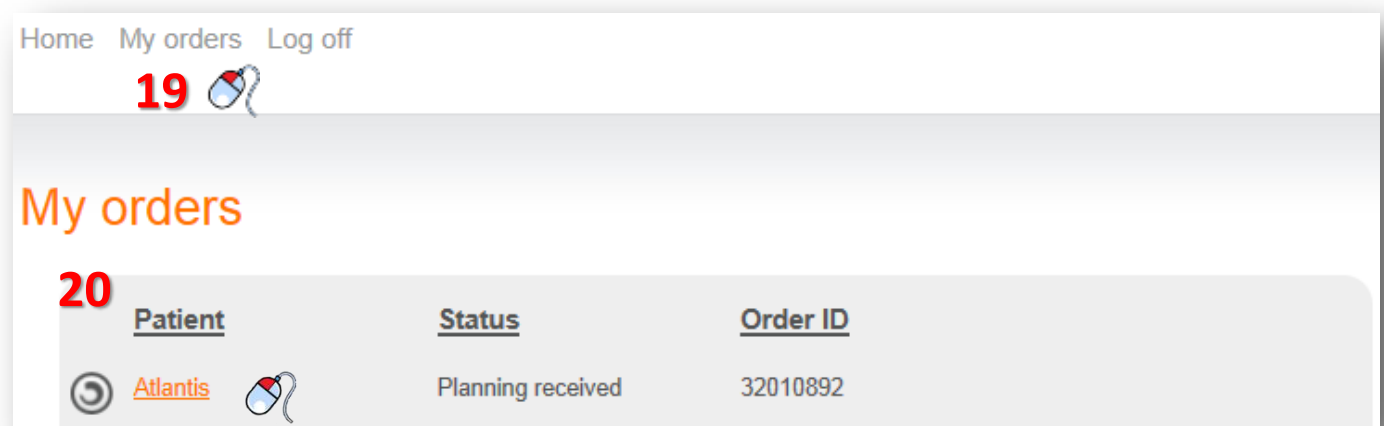 Home My orders Log off
19
My orders
20
Patient Status Order ID
Atlantis Planning received 32010892